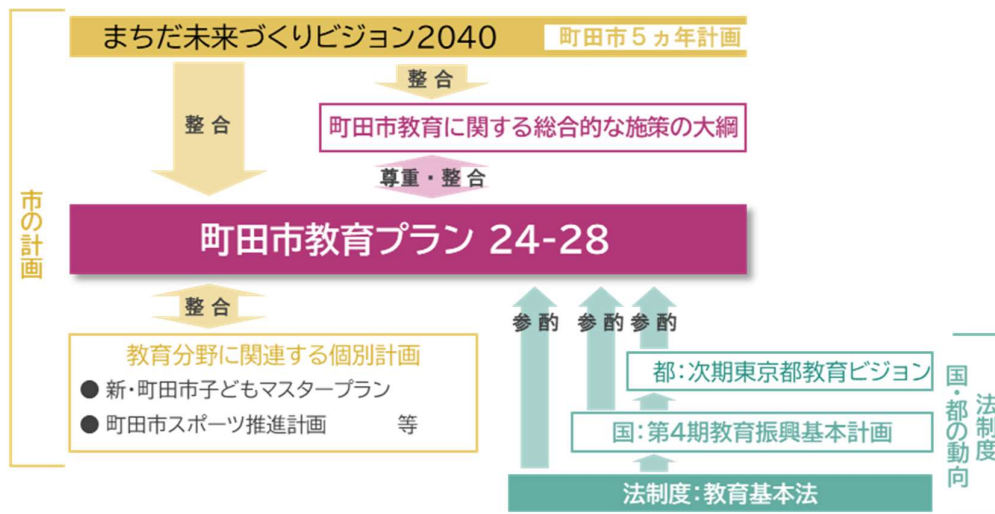 まちだ未来づくりビジョン2040
町田市5ヵ年計画
整合
整合
町田市教育に関する総合的な施策の大綱
尊重・整合
市の計画
町田市教育プラン 24-28
整合
参酌
参酌
参酌
教育分野に関連する個別計画
● 新・町田市子どもマスタープラン
● 町田市スポーツ推進計画 等
都:次期東京都教育ビジョン
国:第4期教育振興基本計画
法制度:教育基本法
法制度
国・都の動向